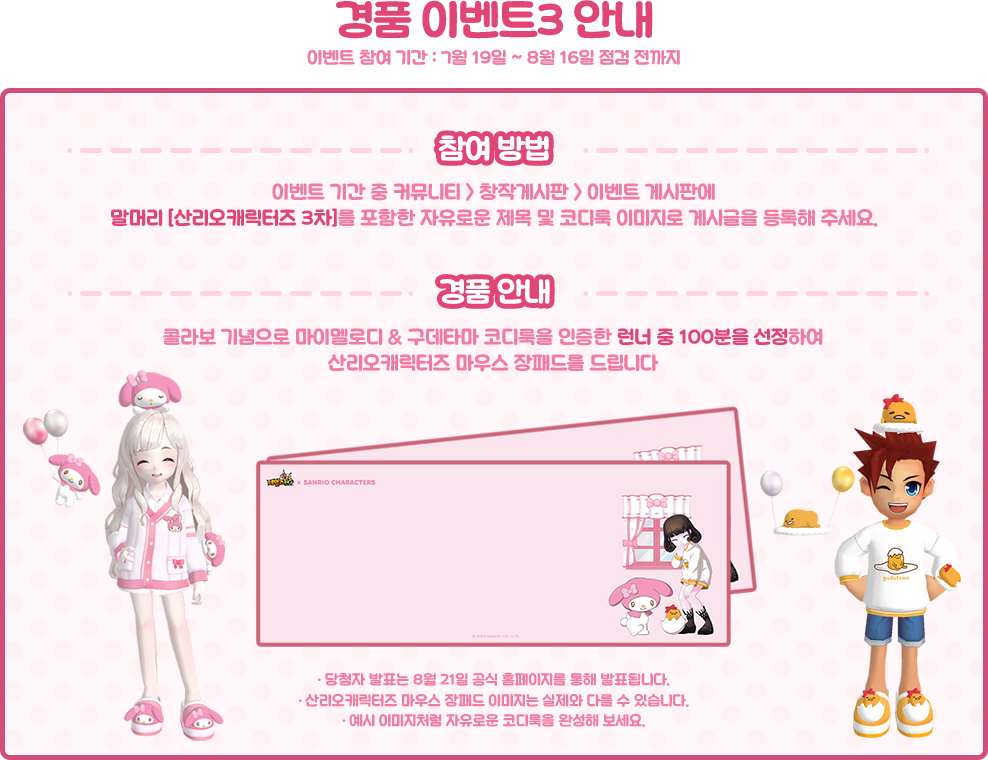 경품 이벤트3 안내
이벤트 참여 기간 : 7월 19일 ~ 8월 16일 점검 전까지
참여 방법
이벤트 기간 중 커뮤니티 > 창작게시판 > 이벤트 게시판에
말머리 [산리오캐릭터즈 3차]를 포함한 자유로운 제목 및 코디룩 이미지로 게시글을 등록해 주세요.
경품 안내
콜라보 기념으로 마이멜로디 & 구데타마 코디룩을 인증한 런너 중 100분을 선정하여
산리오캐릭터즈 마우스 장패드를 드립니다
× SANRIO CHARACTERS
gudetama
· 당첨자 발표는 8월 21일 공식 홈페이지를 통해 발표됩니다.
· 산리오캐릭터즈 마우스 장패드 이미지는 실제와 다를 수 있습니다.
· 예시 이미지처럼 자유로운 코디룩을 완성해 보세요.